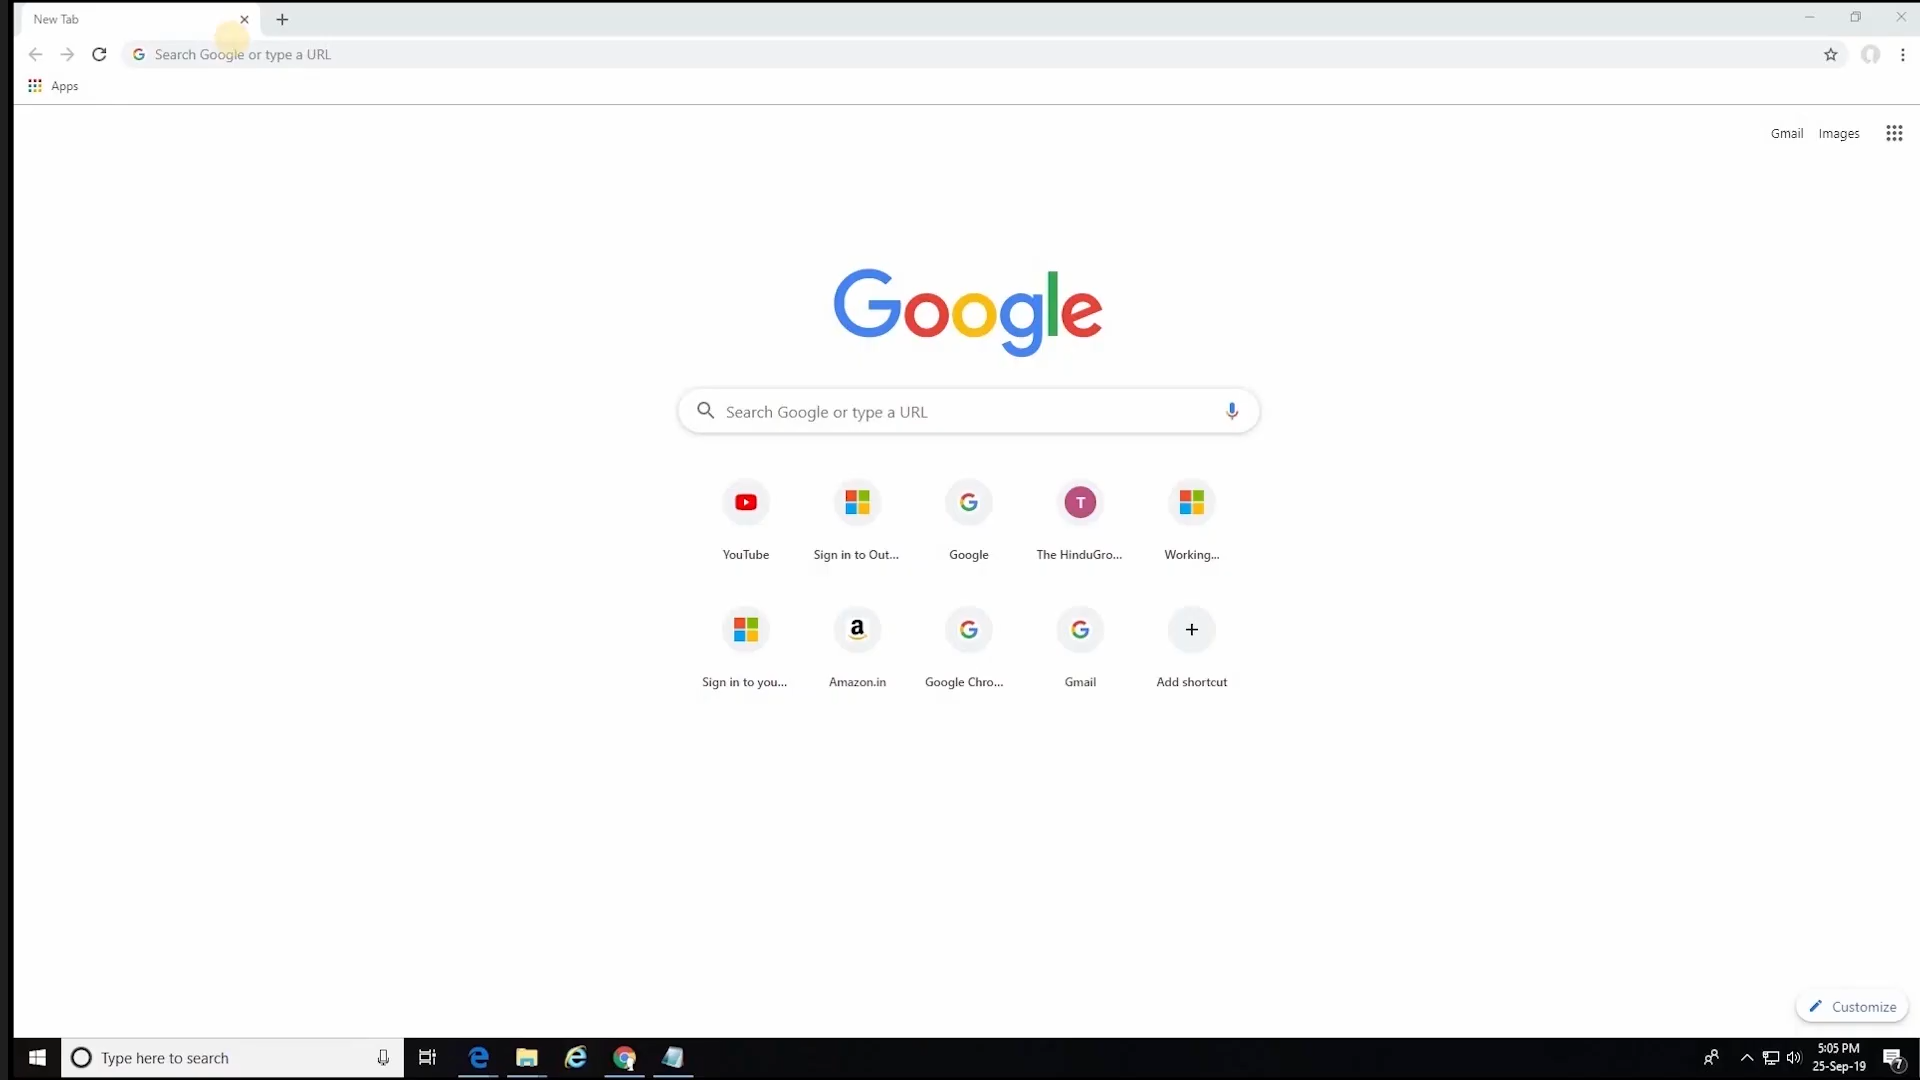 New Tab
Search Google or type a URL
Apps
Gmail Images
Google
Search Google or type a URL
YouTube Sign in to Out... Google The HinduGro... Working...
Sign in to you... Amazon.in Google Chro... Gmail Add shortcut
T
a
Customize
Type here to search
5:05 PM
25-Sep-19
7